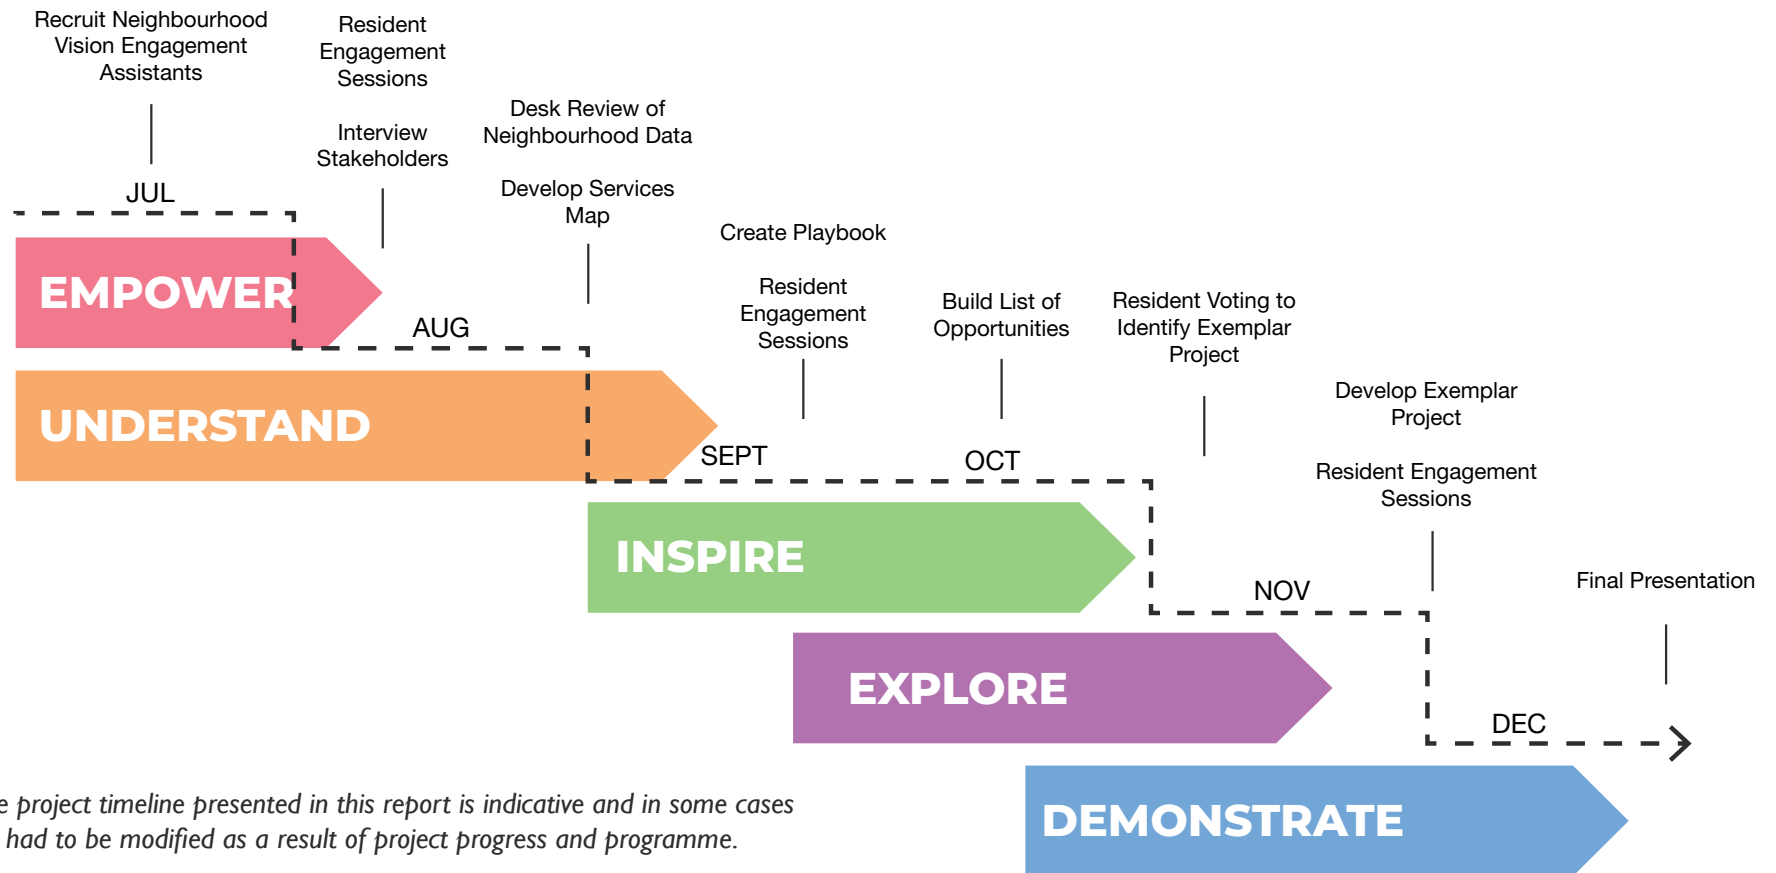 Recruit Neighbourhood
Vision Engagement
Assistants
Resident
Engagement
Sessions
Interview
Stakeholders
Desk Review of
Neighbourhood Data
Develop Services
Map
JUL
EMPOWER
AUG
Create Playbook
Resident
Engagement
Sessions
Build List of
Opportunities
Resident Voting to
Identify Exemplar
Project
UNDERSTAND
SEPT
OCT
Develop Exemplar
Project
Resident Engagement
Sessions
INSPIRE
NOV
Final Presentation
EXPLORE
DEC
DEMONSTRATE
project timeline presented in this report is indicative and in some cases
had to be modified as a result of project progress and programme.